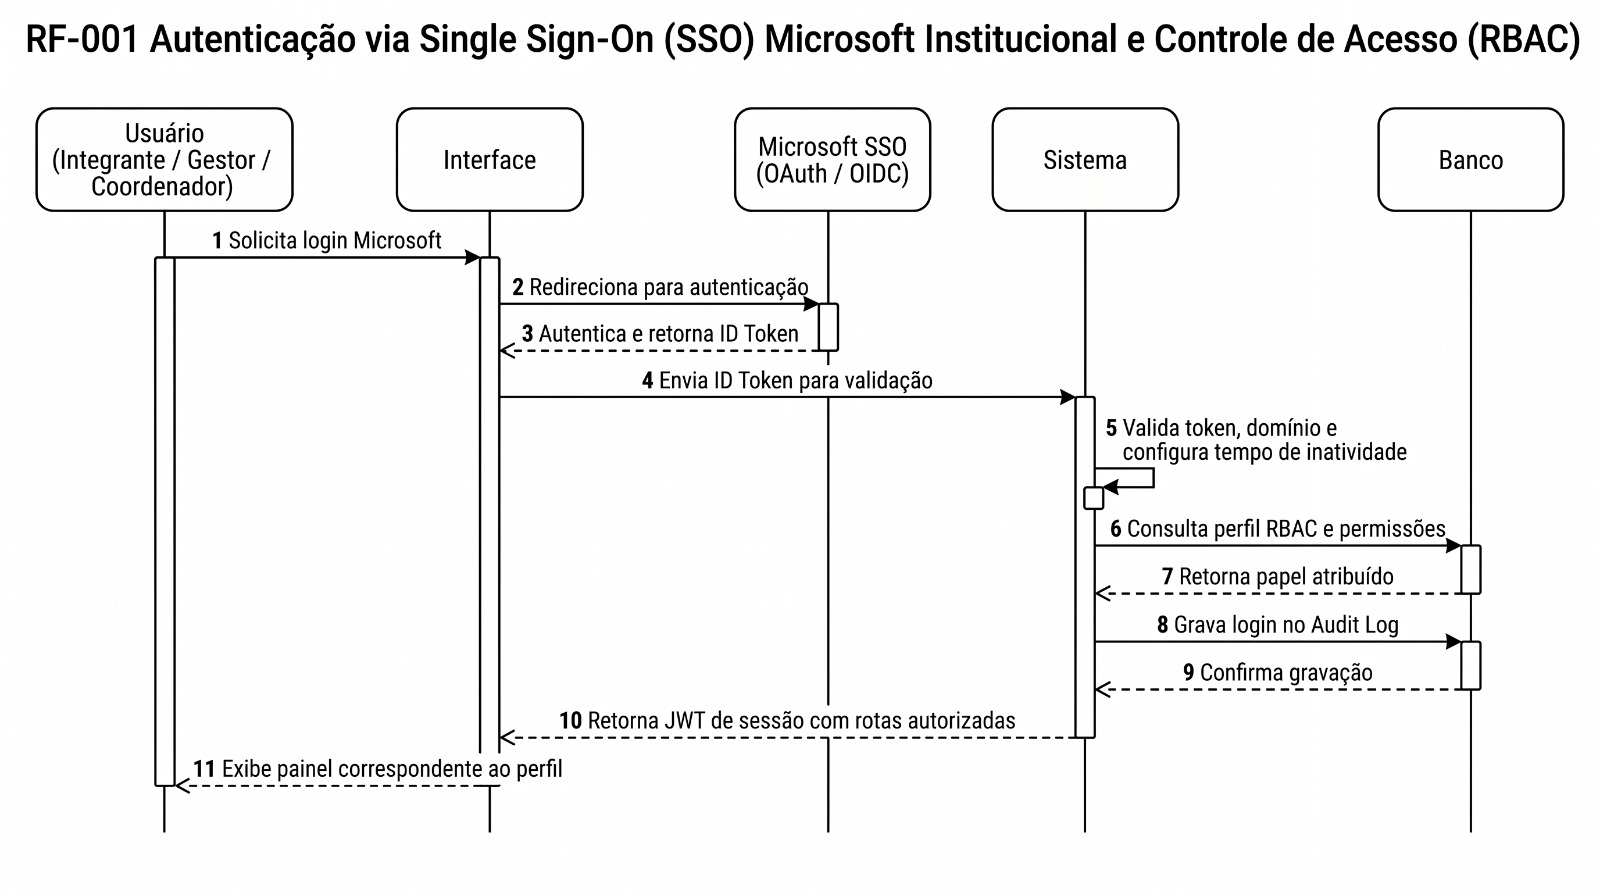 RF-001 Autenticação via Single Sign-On (SSO) Microsoft Institucional e Controle de Acesso (RBAC)
Usuário
(Integrante / Gestor /
Coordenador)
Interface
Microsoft SSO
(OAuth / OIDC)
Sistema
Banco
1 Solicita login Microsoft
2 Redireciona para autenticação
3 Autentica e retorna ID Token
4 Envia ID Token para validação
5 Valida token, domínio e
configura tempo de inatividade
6 Consulta perfil RBAC e permissões
7 Retorna papel atribuído
8 Grava login no Audit Log
9 Confirma gravação
10 Retorna JWT de sessão com rotas autorizadas
11 Exibe painel correspondente ao perfil